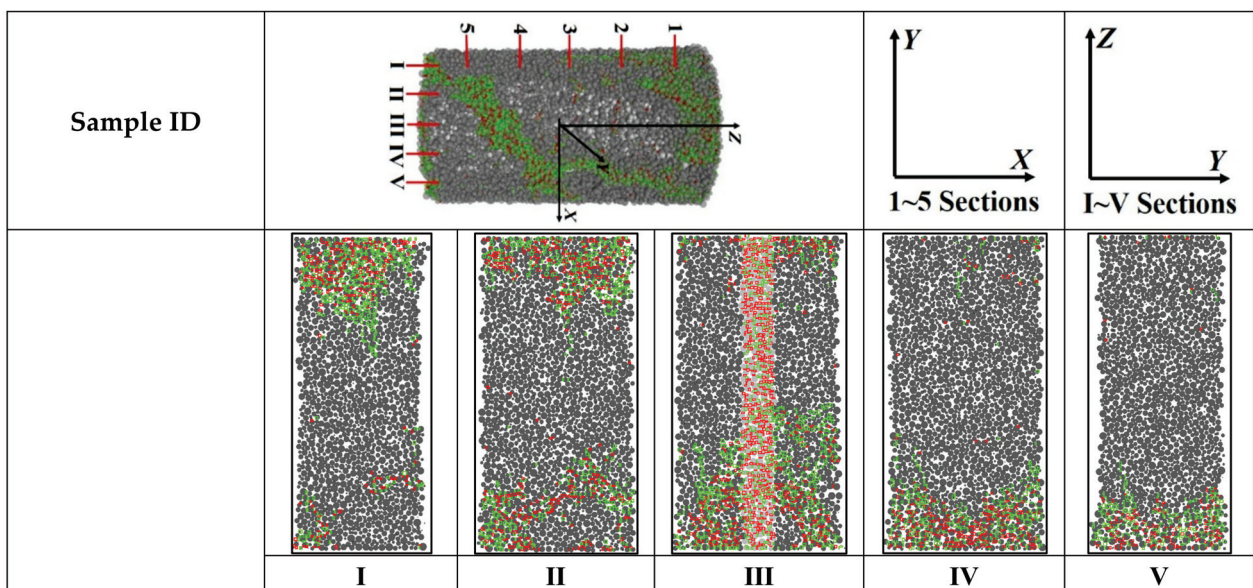 Sample ID
5 4 3 2 1
I
II
III
IV
V
Z
Y
X
Y
X
1~5 Sections
Z
Y
I~V Sections
I II III IV V